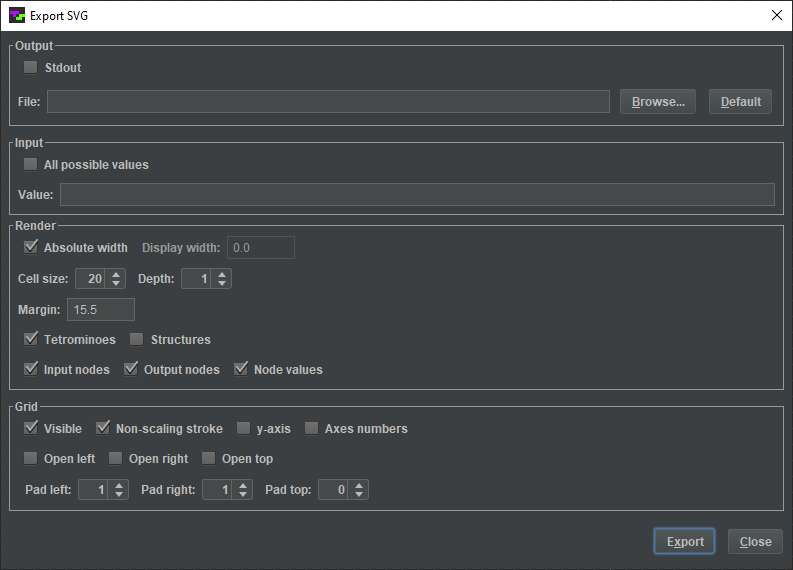 Export SVG
Output
Stdout
File: Browse... Default
Input
All possible values
Value:
Render
Absolute width Display width: 0.0
Cell size: 20 Depth: 1
Margin: 15.5
Tetrominoes Structures
Input nodes Output nodes Node values
Grid
Visible Non-scaling stroke y-axis Axes numbers
Open left Open right Open top
Pad left: 1 Pad right: 1 Pad top: 0
Export Close